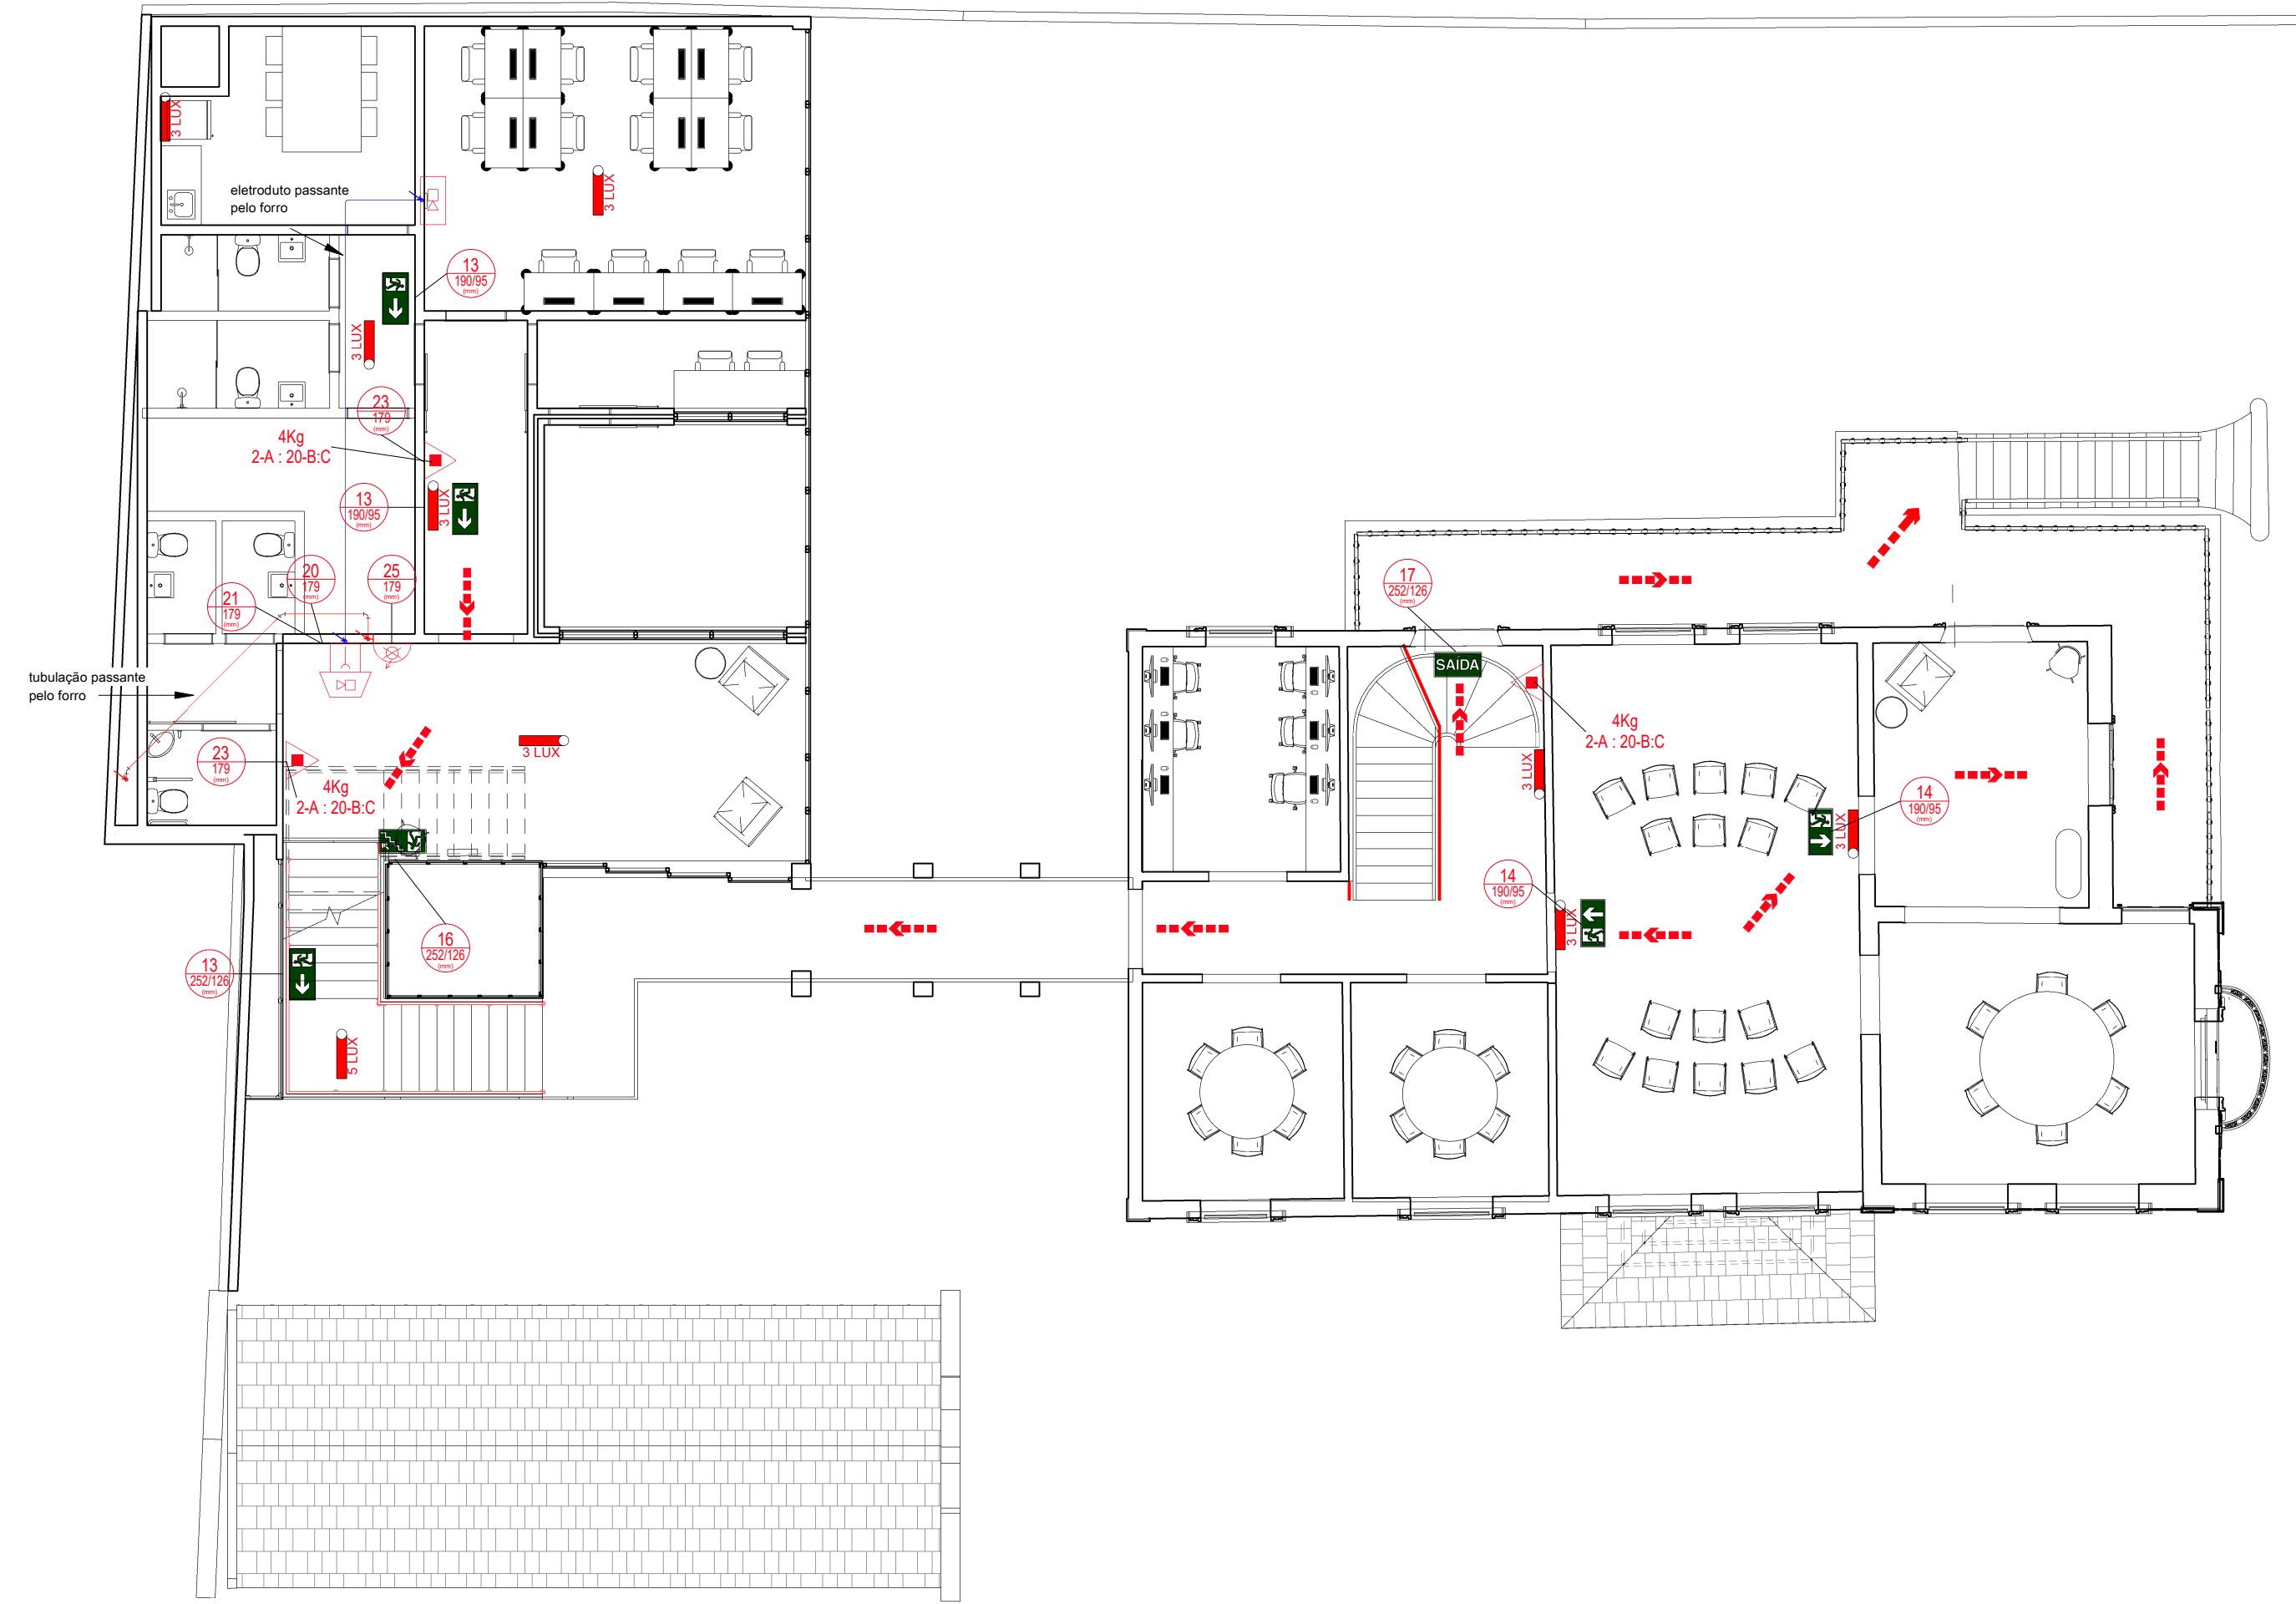 3 LUX
eletroduto passante
pelo forro
3 LUX
13
190/95
(mm)
3 LUX
23
179
(mm)
4Kg
2-A : 20-B:C
13
190/95
(mm)
3 LUX
20
179
(mm)
25
179
(mm)
21
179
(mm)
17
252/126
(mm)
SAÍDA
tubulação passante
pelo forro
3 LUX
23
179
(mm)
4Kg
2-A : 20-B:C
4Kg
2-A : 20-B:C
3 LUX
14
190/95
(mm)
3 LUX
14
190/95
(mm)
3 LUX
16
252/126
(mm)
13
252/126
(mm)
5 LUX